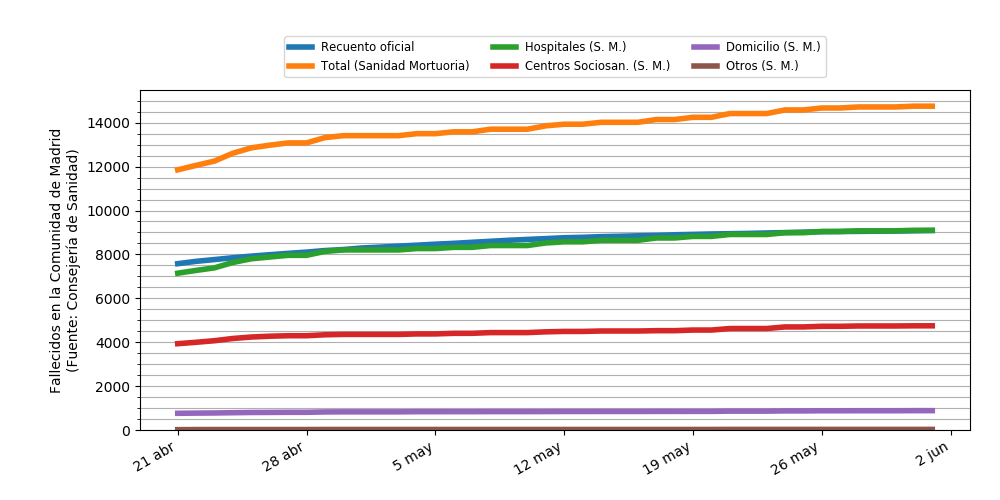 Recuento oficial
Total (Sanidad Mortuoria)
Hospitales (S. M.)
Centros Sociosan. (S. M.)
Domicilio (S. M.)
Otros (S. M.)
Fallecidos en la Comunidad de Madrid
(Fuente: Consejería de Sanidad)
14000
12000
10000
8000
6000
4000
2000
0
21 abr
28 abr
5 may
12 may
19 may
26 may
2 jun